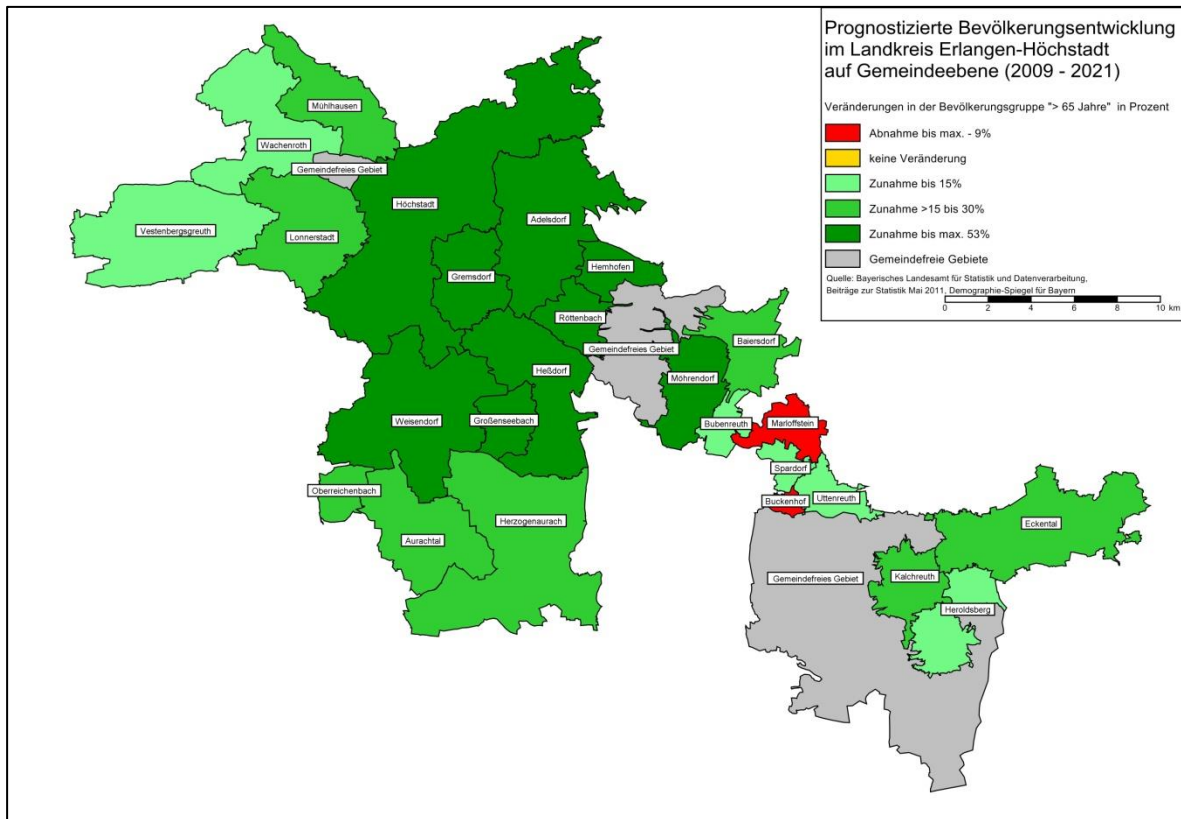 Prognostizierte Bevölkerungsentwicklung
im Landkreis Erlangen-Höchstadt
auf Gemeindeebene (2009 - 2021)
Veränderungen in der Bevölkerungsgruppe "> 65 Jahre" in Prozent
Abnahme bis max. - 9%
keine Veränderung
Zunahme bis 15%
Zunahme >15 bis 30%
Zunahme bis max. 53%
Gemeindefreie Gebiete
Quelle: Bayerisches Landesamt für Statistik und Datenverarbeitung,
Beiträge zur Statistik Mai 2011, Demographie-Spiegel für Bayern
0 2 4 6 8 10 km
Mühlhausen
Wachenroth
Gemeindefreies Gebiet
Höchstadt
Adelsdorf
Vestenbergsgreuth
Lonnerstadt
Hemhofen
Gremsdorf
Röttenbach
Baiersdorf
Gemeindefreies Gebiet
Heßdorf
Möhrendorf
Weisendorf
Großenseebach
Bubenreuth
Marloffstein
Spardorf
Oberreichenbach
Uttenreuth
Buckenhof
Herzogenaurach
Eckental
Aurachtal
Gemeindefreies Gebiet
Kalchreuth
Heroldsberg